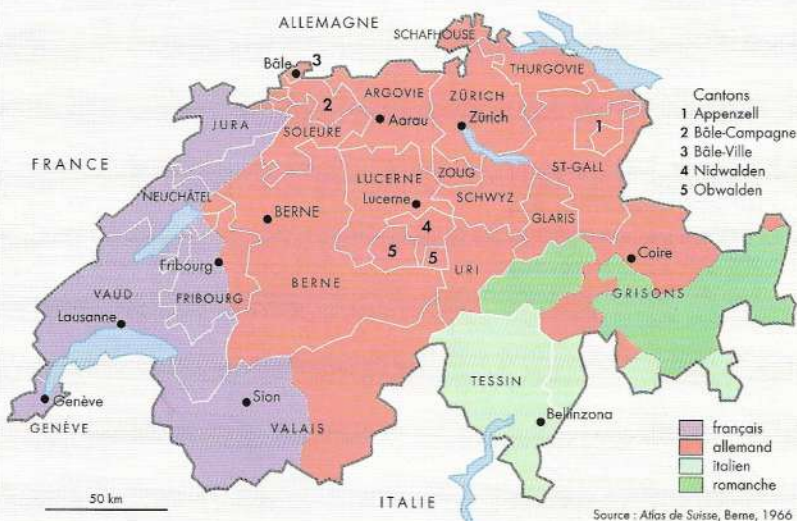 ALLEMAGNE
SCHAFHOUSE
Bâle
3
THURGOVIE
ARGOVIE
ZÜRICH
2
JURA
SOLEURE
Aarau
Zürich
1
Cantons
1 Appenzell
2 Bâle-Campagne
3 Bâle-Ville
4 Nidwalden
5 Obwalden
FRANCE
LUCERNE
ZOUG
ST-GALL
NEUCHÂTEL
Lucerne
SCHWYZ
BERNE
4
GLARIS
5
5
Fribourg
URI
Coire
VAUD
FRIBOURG
BERNE
GRISONS
Lausanne
TESSIN
Genève
Sion
GENÈVE
VALAIS
Bellinzona
français
allemand
italien
romanche
50 km
ITALIE
Source : Atlas de Suisse, Berne, 1966